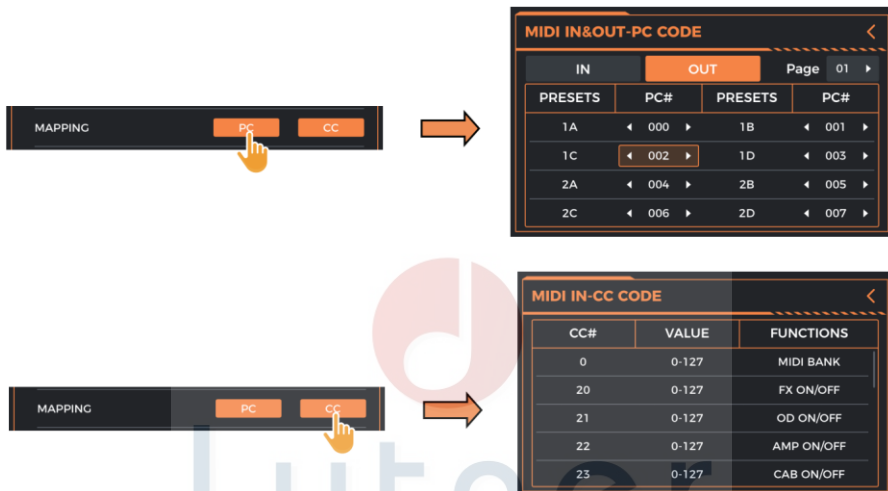 MIDI IN&OUT-PC CODE
IN OUT Page 01
PRESETS PC# PRESETS PC#
MAPPING PC CC
1A 000 1B 001
1C 002 1D 003
2A 004 2B 005
2C 006 2D 007
MIDI IN-CC CODE
CC# VALUE FUNCTIONS
0 0-127 MIDI BANK
20 0-127 FX ON/OFF
MAPPING PC CC
21 0-127 OD ON/OFF
22 0-127 AMP ON/OFF
23 0-127 CAB ON/OFF